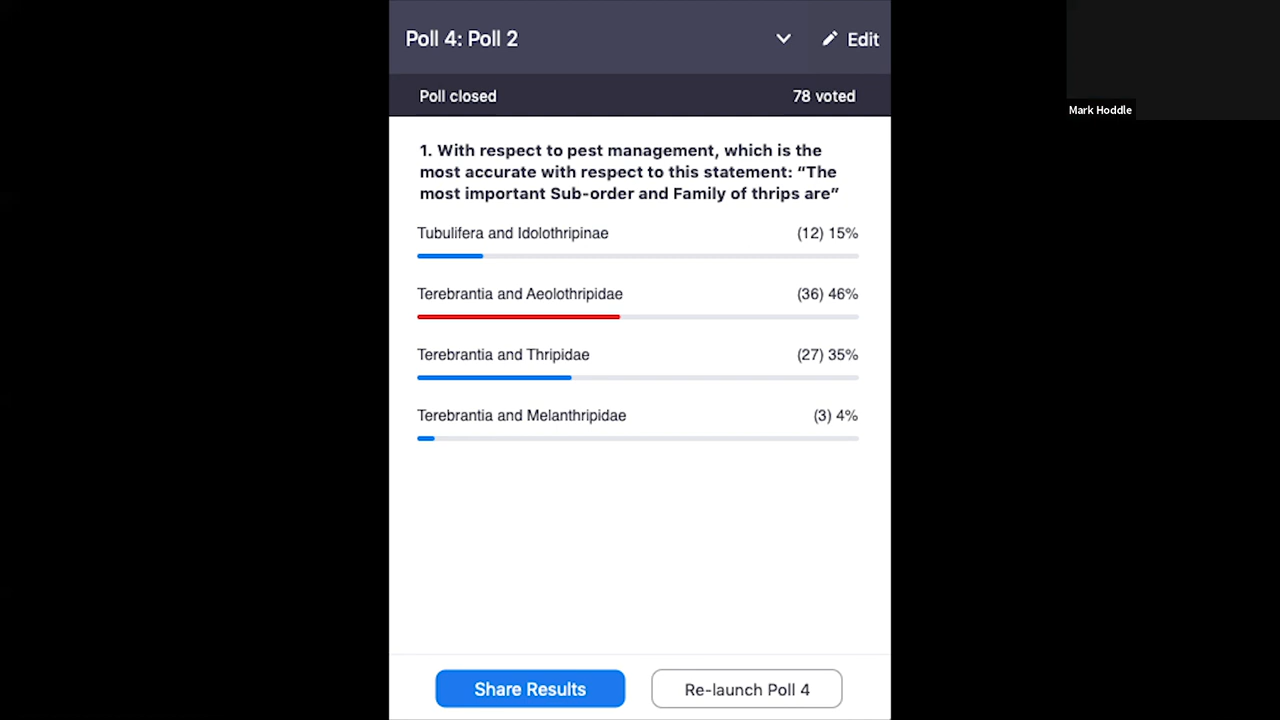 Poll 4: Poll 2
Edit
Poll closed
78 voted
Mark Hoddle
1. With respect to pest management, which is the
most accurate with respect to this statement: “The
most important Sub-order and Family of thrips are”
Tubulifera and Idolothripinae
(12) 15%
Terebrantia and Aeolothripidae
(36) 46%
Terebrantia and Thripidae
(27) 35%
Terebrantia and Melanthripidae
(3) 4%
Share Results
Re-launch Poll 4